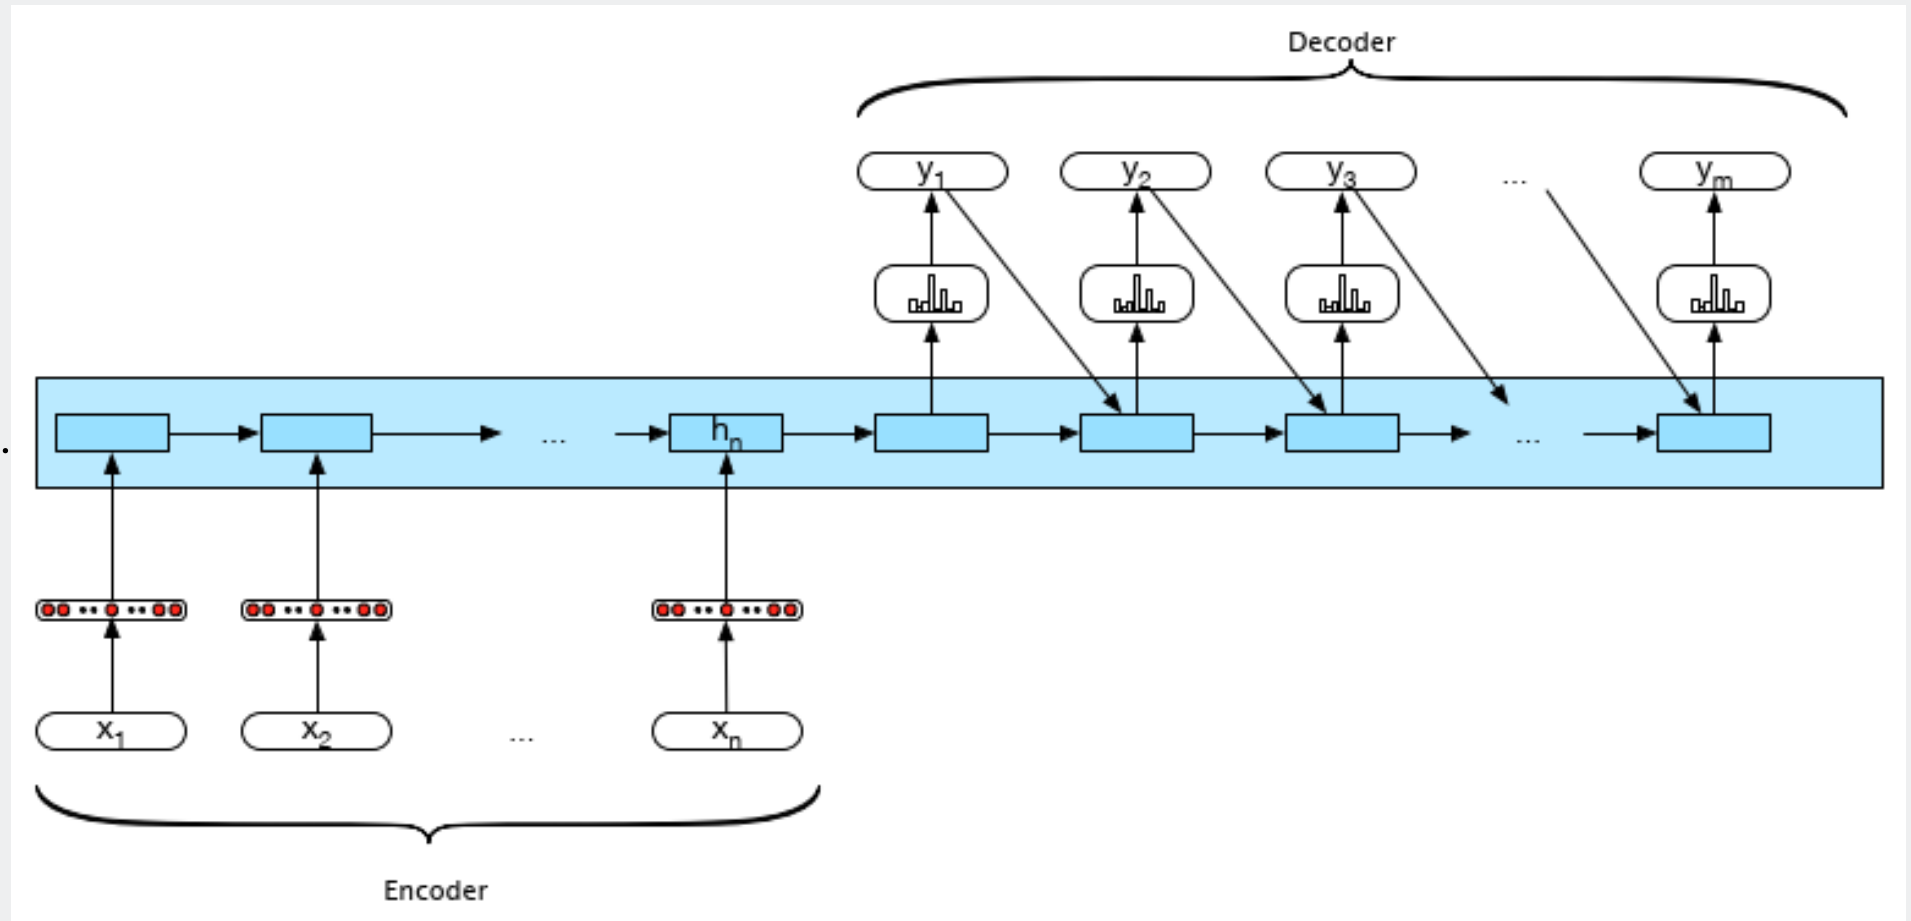 Decoder
y1 y2 y3 ... ym
hn
... ...
x1 x2 ... xn
Encoder